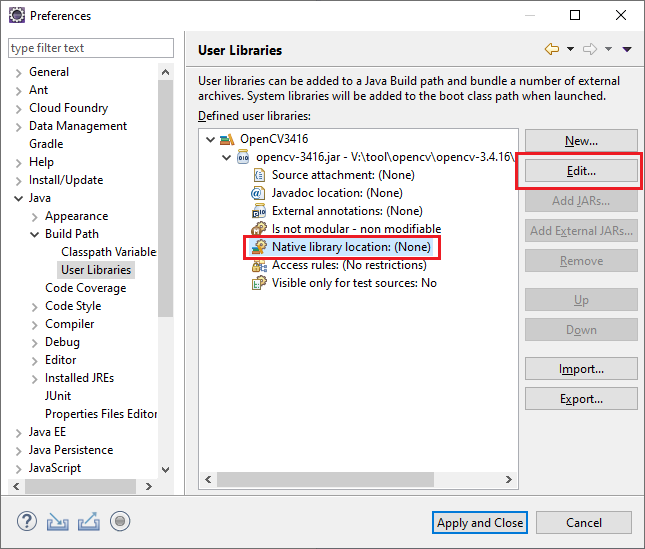 Preferences
type filter text
General
Ant
Cloud Foundry
Data Management
Gradle
Help
Install/Update
Java
Appearance
Build Path
Classpath Variable
User Libraries
Code Coverage
Code Style
Compiler
Debug
Editor
Installed JREs
JUnit
Properties Files Editor
Java EE
Java Persistence
JavaScript
User Libraries
User libraries can be added to a Java Build path and bundle a number of external
archives. System libraries will be added to the boot class path when launched.
Defined user libraries:
OpenCV3416
opencv-3416.jar - V:\tool\opencv\opencv-3.4.16\
Source attachment: (None)
Javadoc location: (None)
External annotations: (None)
Is not modular - non modifiable
Native library location: (None)
Access rules: (No restrictions)
Visible only for test sources: No
New...
Edit...
Add JARs...
Add External JARs...
Remove
Up
Down
Import...
Export...
Apply and Close
Cancel